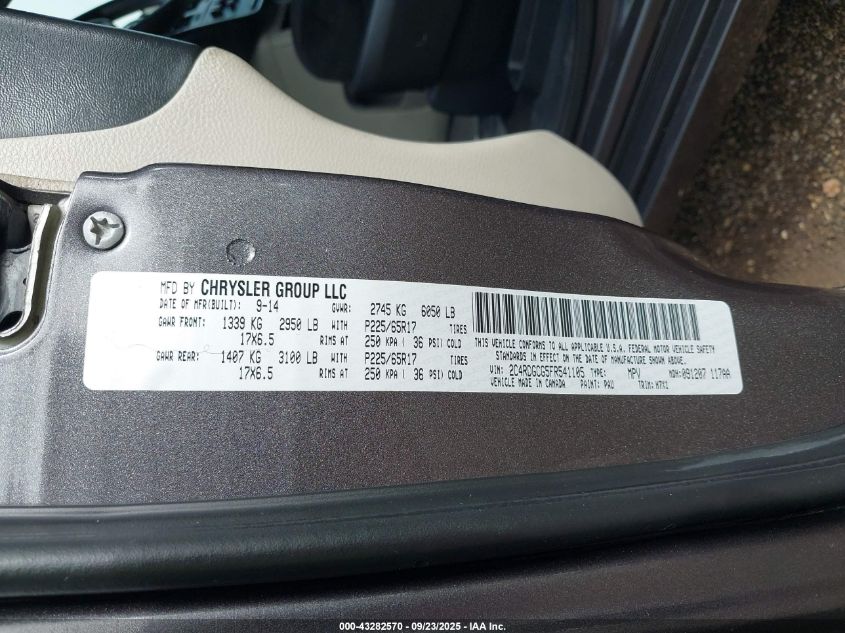 MFD BY CHRYSLER GROUP LLC
DATE OF MFR(BUILT): 9-14 GVWR: 2745 KG 6050 LB
GAWR FRONT: 1339 KG 2950 LB WITH P225/65R17 TIRES
17X6.5 RIMS AT 250 KPA ( 36 PSI) COLD
GAWR REAR: 1407 KG 3100 LB WITH P225/65R17 TIRES
17X6.5 RIMS AT 250 KPA ( 36 PSI) COLD
THIS VEHICLE CONFORMS TO ALL APPLICABLE U.S.A. FEDERAL MOTOR VEHICLE SAFETY
STANDARDS IN EFFECT ON THE DATE OF MANUFACTURE SHOWN ABOVE.
VIN: 2C4RDGCG5FR541105 TYPE: MPV MDH: 091207 117AA
VEHICLE MADE IN CANADA PAINT: PAU TRIM: H7X1
000-43282570 - 09/23/2025 - IAA Inc.